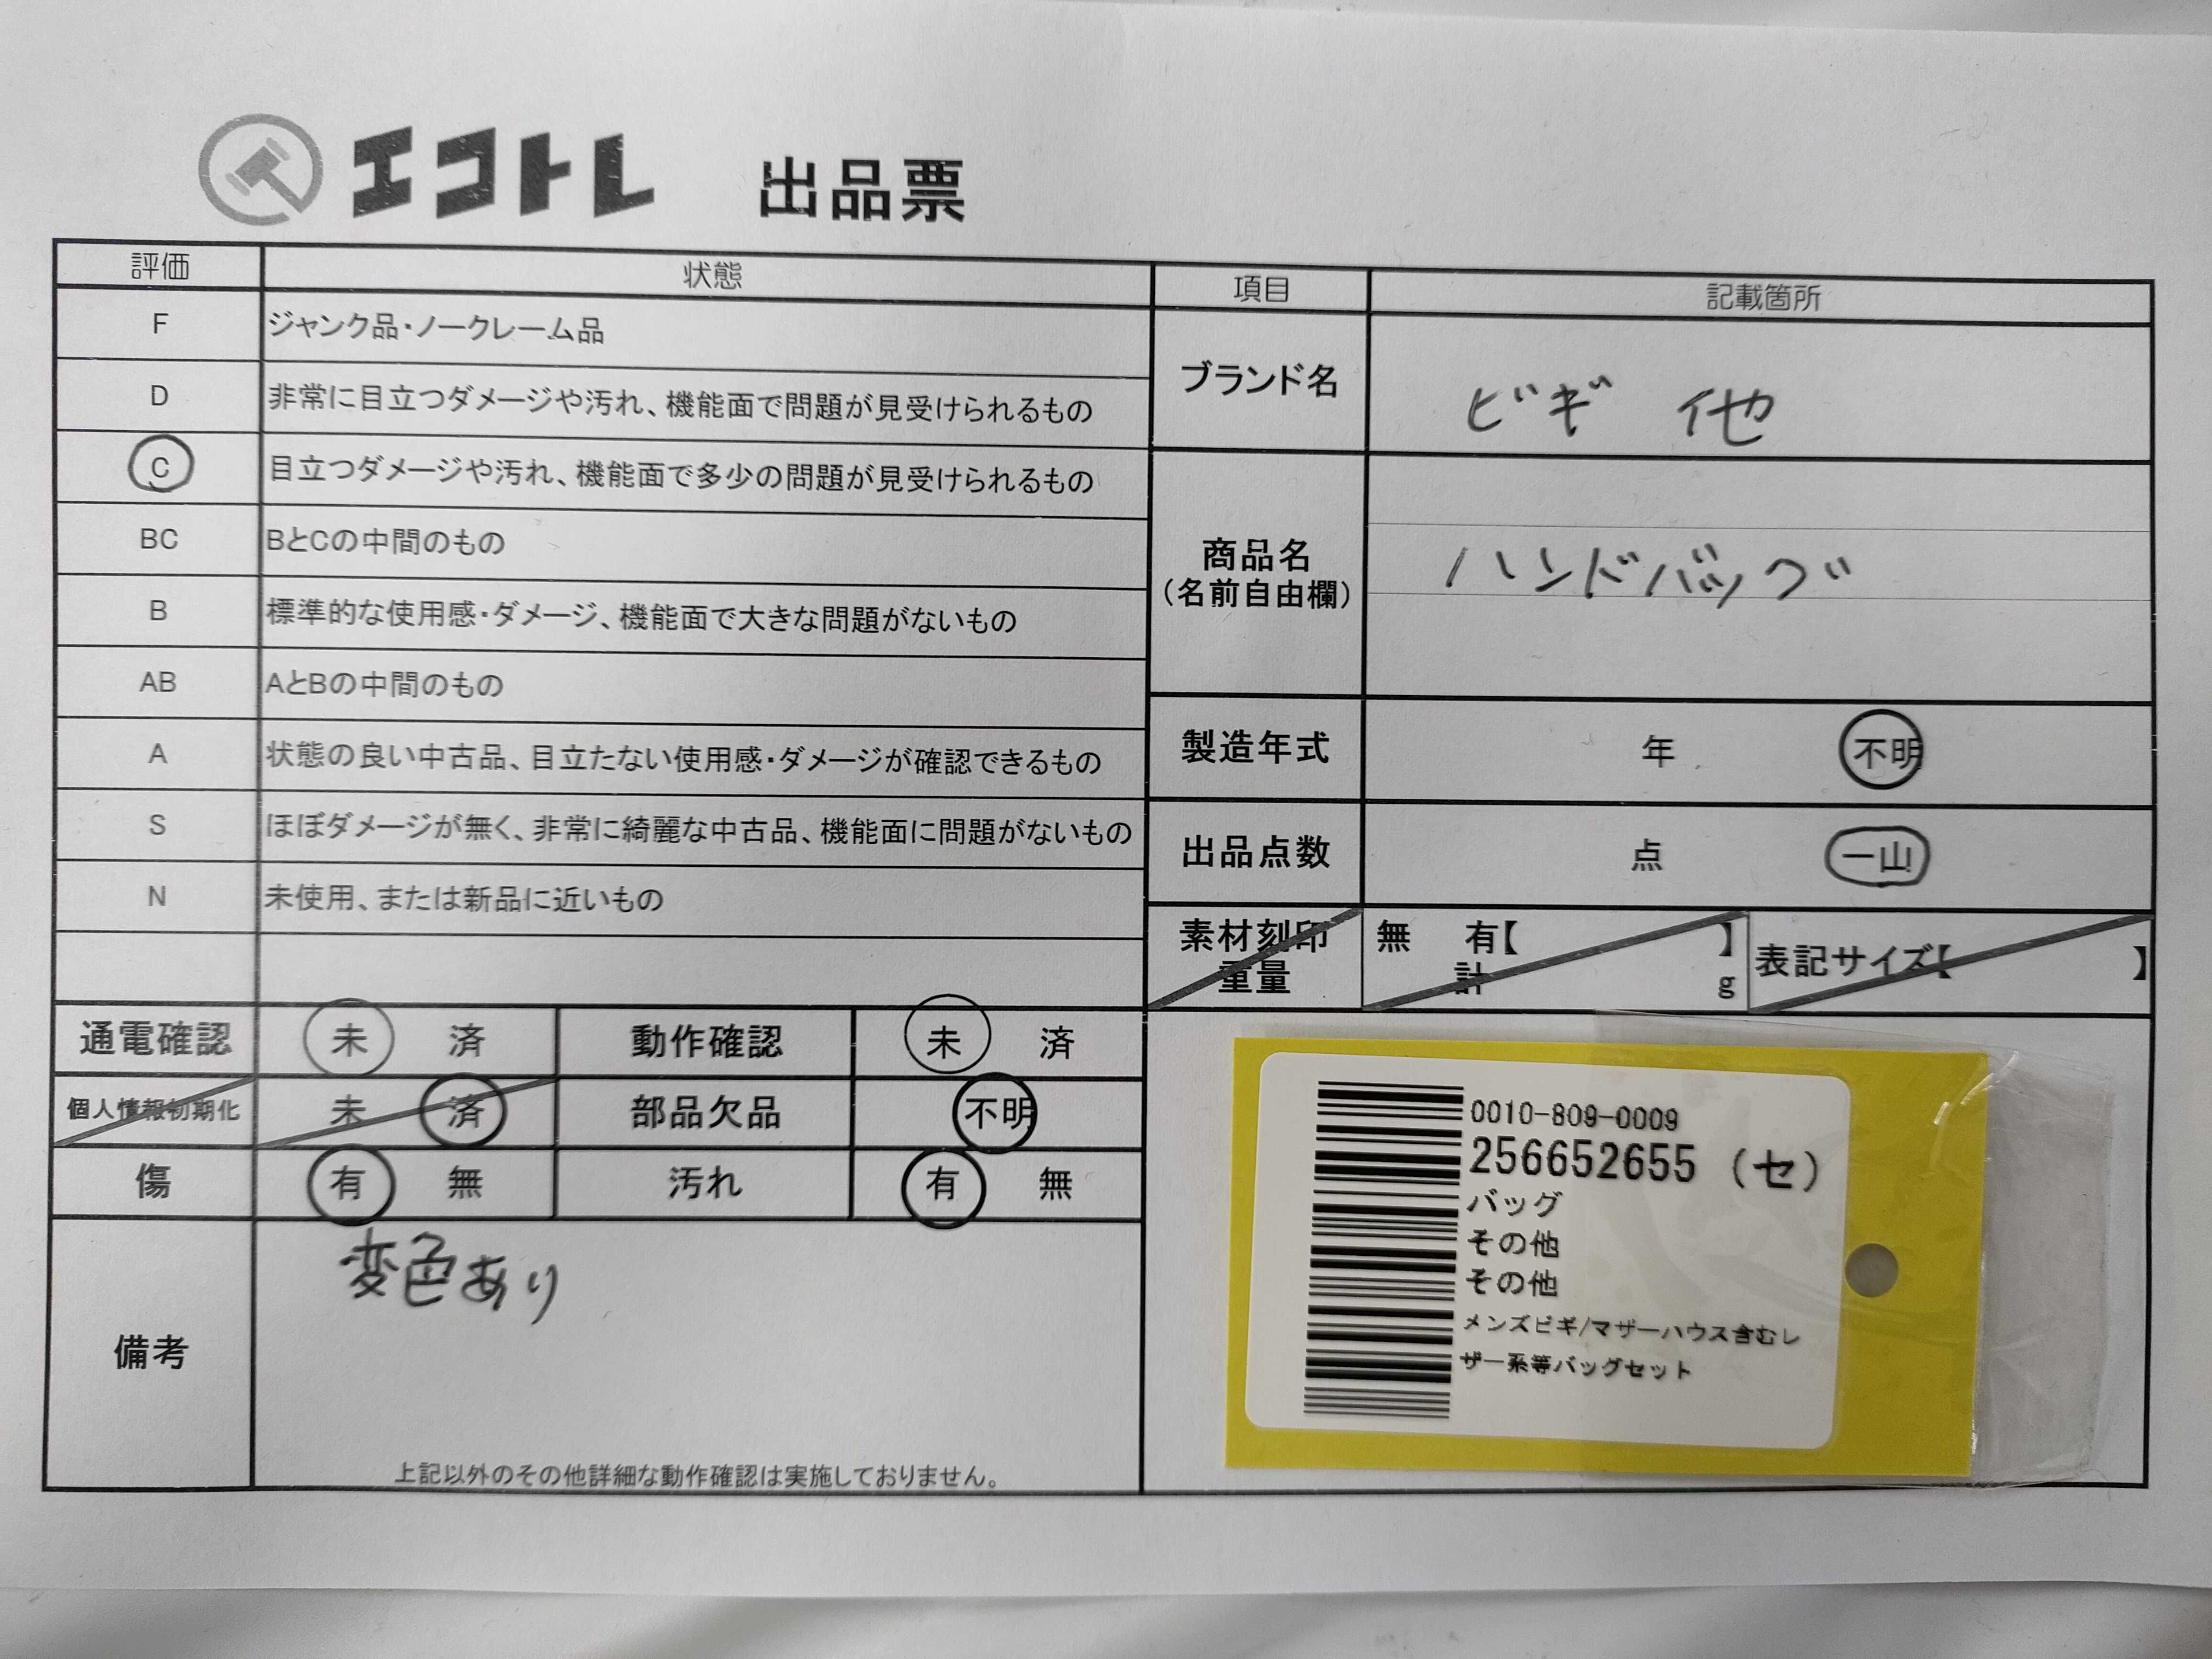 エコトレ 出品票
評価 状態
F ジャンク品・ノークレーム品
D 非常に目立つダメージや汚れ、機能面で問題が見受けられるもの
C 目立つダメージや汚れ、機能面で多少の問題が見受けられるもの
BC BとCの中間のもの
B 標準的な使用感・ダメージ、機能面で大きな問題がないもの
AB AとBの中間のもの
A 状態の良い中古品、目立たない使用感・ダメージが確認できるもの
S ほぼダメージが無く、非常に綺麗な中古品、機能面に問題がないもの
N 未使用、または新品に近いもの
項目 記載箇所
ブランド名 ビギ 他
商品名
(名前自由欄)
ハンドバッグ
製造年式 年 不明
出品点数 点 一山
素材刻印 無 有【 】
重量 計 g
表記サイズ【 】
通電確認 未 済 動作確認 未 済
個人情報初期化 未 済 部品欠品 不明
傷 有 無 汚れ 有 無
備考 変色あり
上記以外のその他詳細な動作確認は実施しておりません。
0010-809-0009
256652655 (セ)
バッグ
その他
その他
メンズビギ/マザーハウス含むレ
ザー系等バッグセット